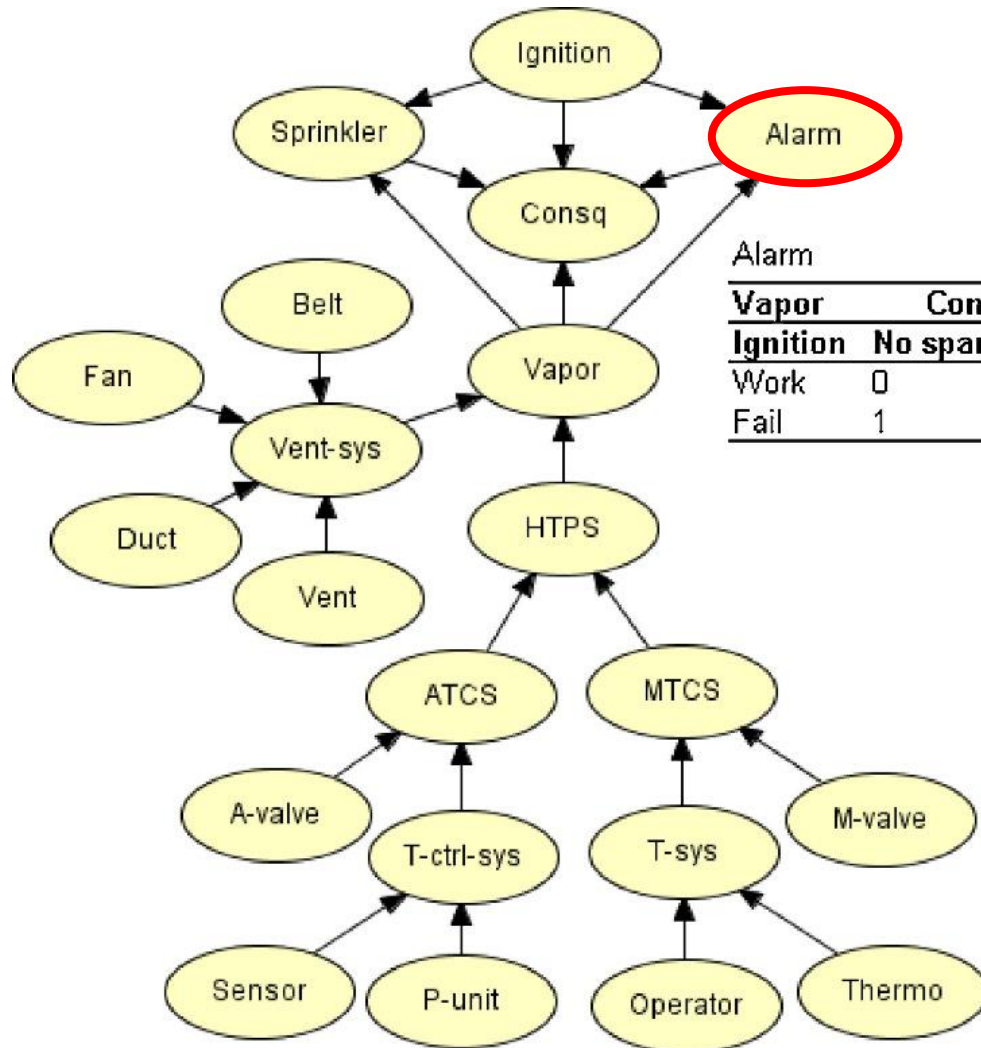 Ignition
Sprinkler
Alarm
Consq
Alarm
Belt
Vapor
Ignition
Fan
Vapor
Work 0
Fail 1
Vent-sys
Duct
HTPS
Vent
ATCS
MTCS
A-valve
M-valve
T-ctrl-sys
T-sys
Sensor
P-unit
Operator
Thermo